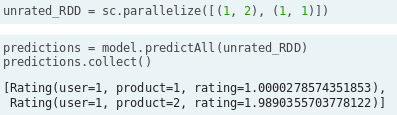 unrated_RDD = sc.parallelize([(1, 2), (1, 1)])
predictions = model.predictAll(unrated_RDD)
predictions.collect()
[Rating(user=1, product=1, rating=1.0000278574351853),
 Rating(user=1, product=2, rating=1.9890355703778122)]